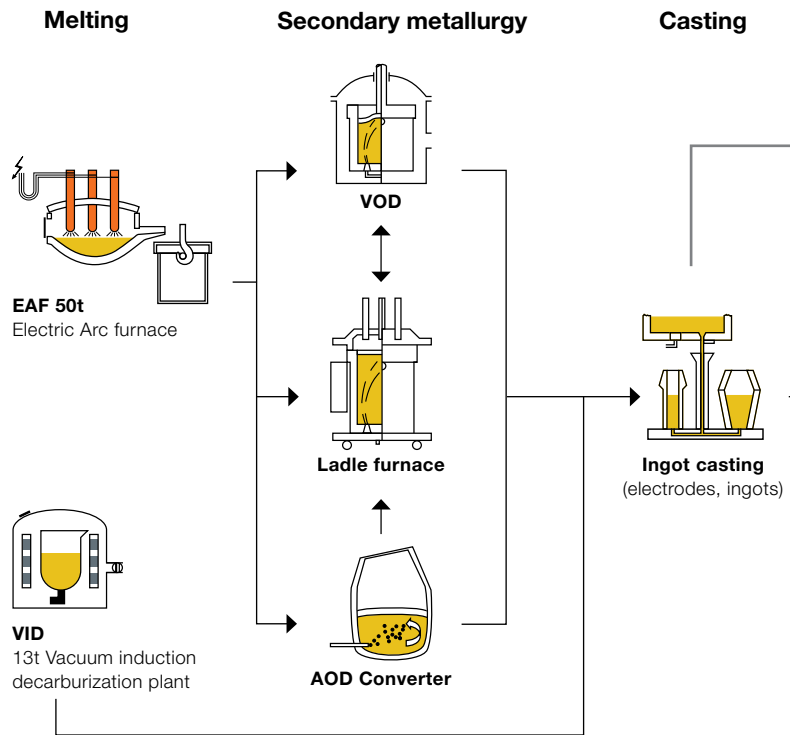 Melting
Secondary metallurgy
Casting
VOD
EAF 50t
Electric Arc furnace
Ladle furnace
Ingot casting
(electrodes, ingots)
VID
13t Vacuum induction
decarburization plant
AOD Converter